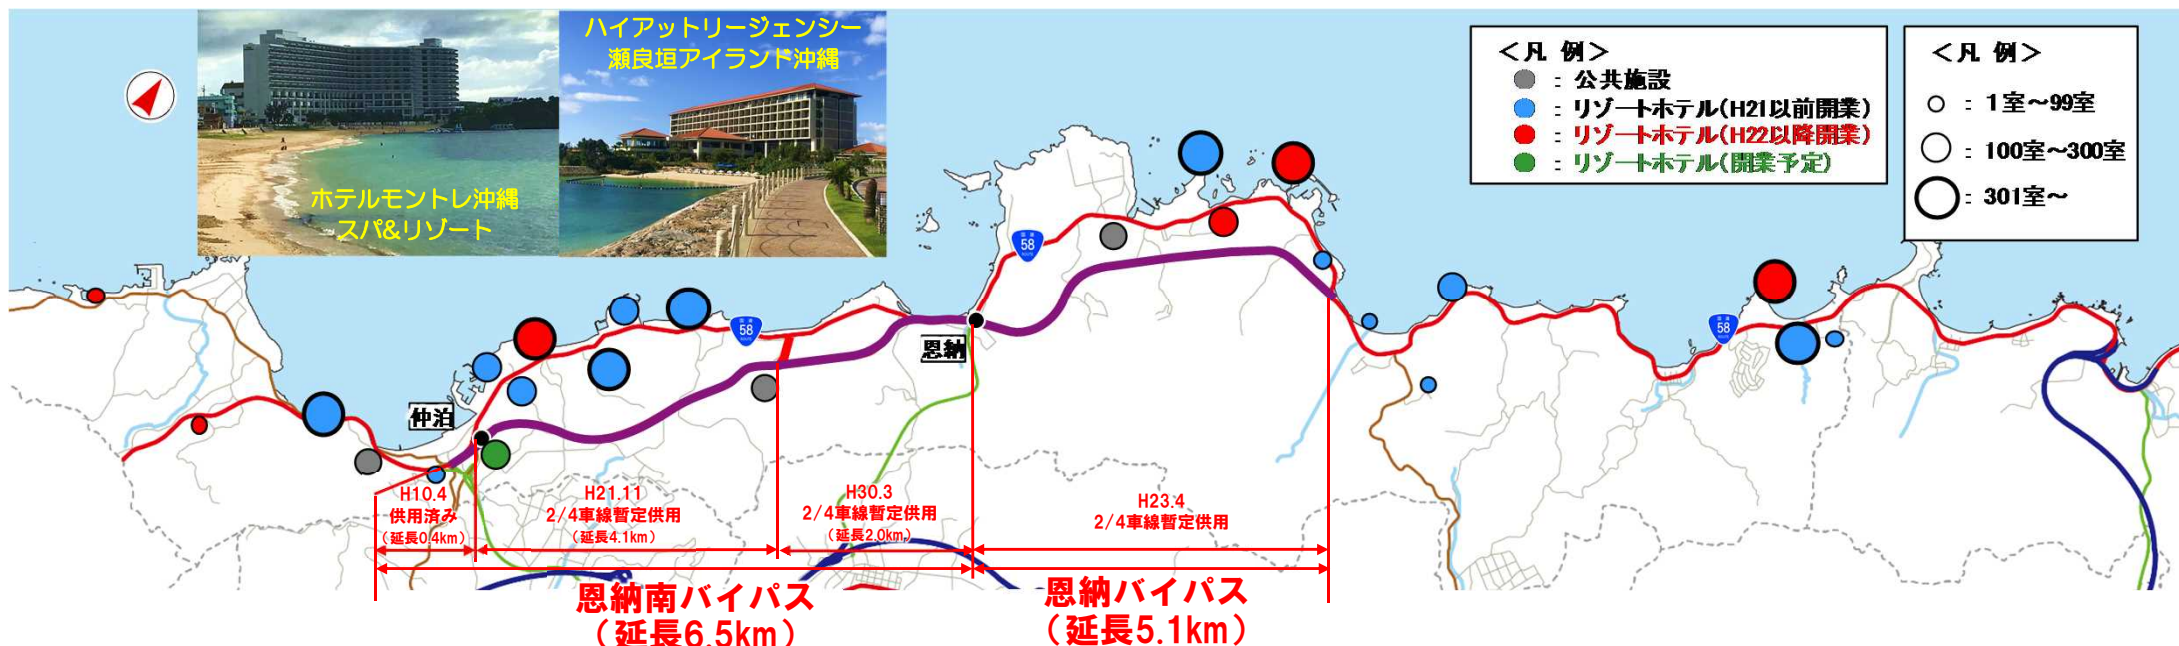 ハイアットリージェンシー
瀬良垣アイランド沖縄
ホテルモントレ沖縄
スパ&リゾート
<凡 例>
：公共施設
：リゾートホテル(H21以前開業)
：リゾートホテル(H22以降開業)
：リゾートホテル(開業予定)
<凡 例>
：1室～99室
：100室～300室
：301室～
58
58
58
恩納
仲泊
H10.4
供用済み
(延長0.4km)
H21.11
2/4車線暫定供用
(延長4.1km)
H30.3
2/4車線暫定供用
(延長2.0km)
H23.4
2/4車線暫定供用
恩納南バイパス
(延長6.5km)
恩納バイパス
(延長5.1km)